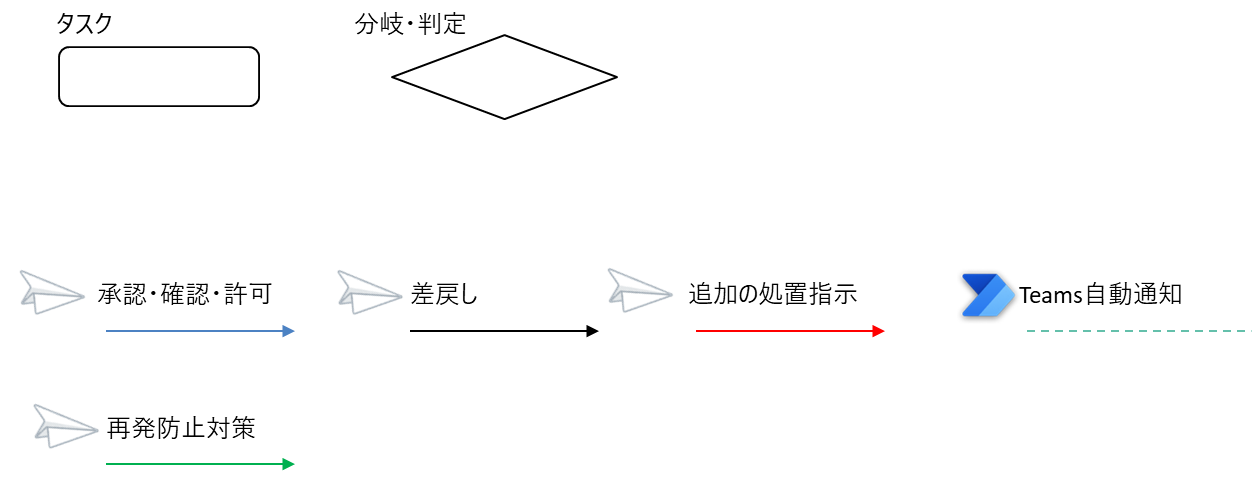 タスク
分岐・判定
承認・確認・許可
差戻し
追加の処置指示
Teams自動通知
再発防止対策